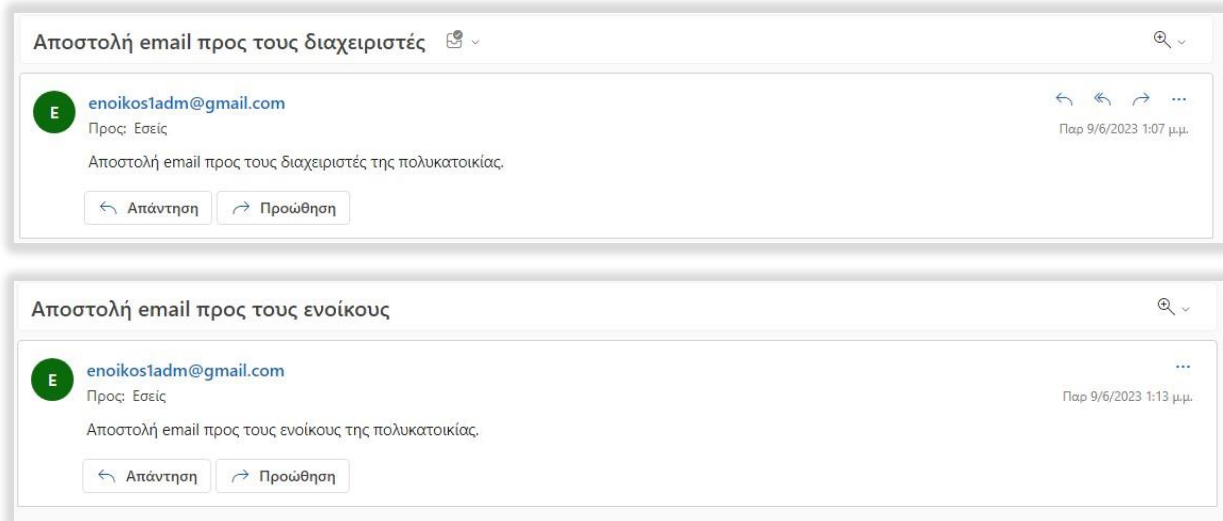 Αποστολή email προς τους διαχειριστές
E
enoikos1adm@gmail.com
Προς: Εσείς
Παρ 9/6/2023 1:07 μ.μ.
Αποστολή email προς τους διαχειριστές της πολυκατοικίας.
Απάντηση
Προώθηση
Αποστολή email προς τους ενοίκους
E
enoikos1adm@gmail.com
Προς: Εσείς
Παρ 9/6/2023 1:13 μ.μ.
Αποστολή email προς τους ενοίκους της πολυκατοικίας.
Απάντηση
Προώθηση